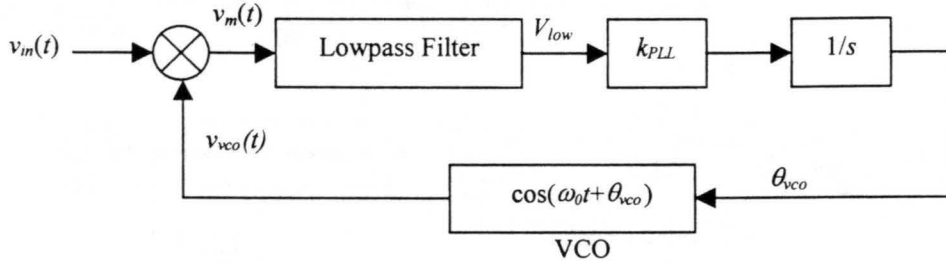 v_in(t)
v_m(t)
Lowpass Filter
V_low
k_PLL
1/s
v_vco(t)
cos(ω_0t+θ_vco)
θ_vco
VCO